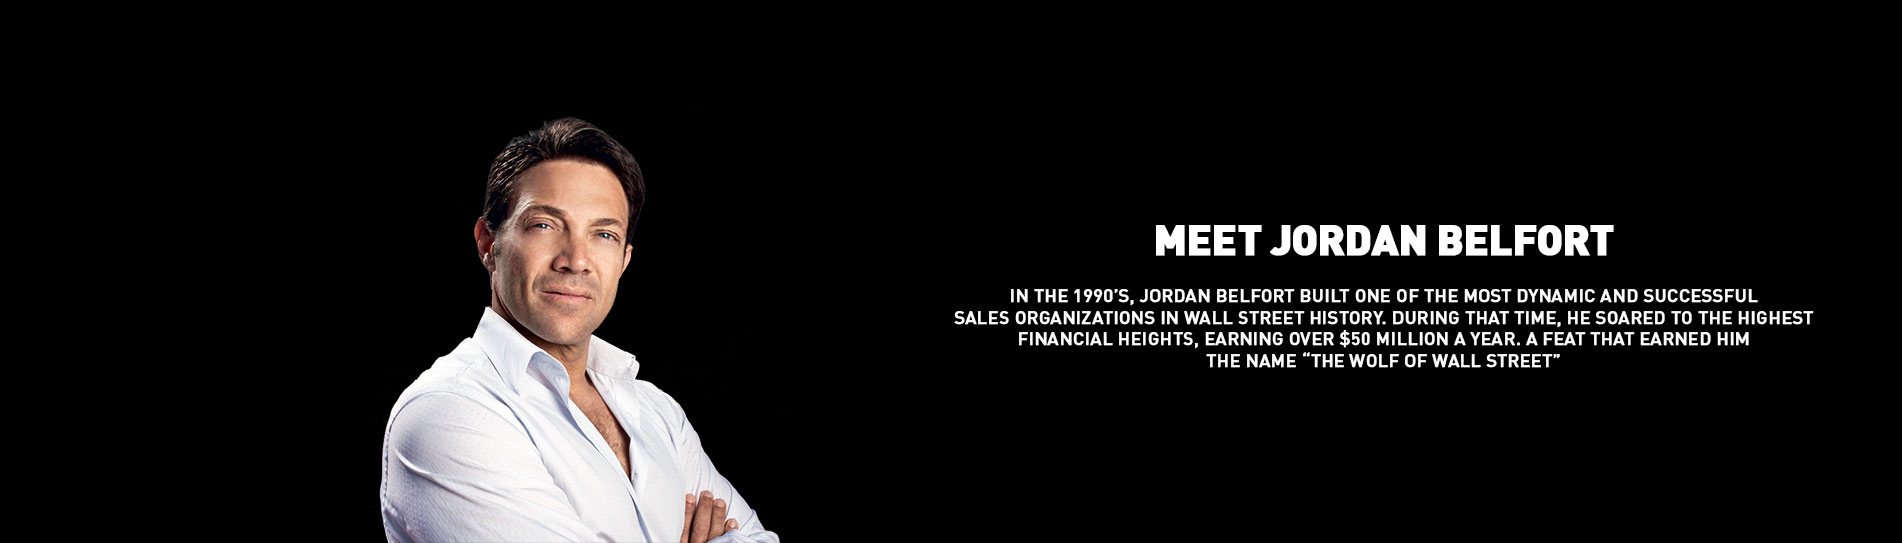 MEET JORDAN BELFORT
IN THE 1990'S, JORDAN BELFORT BUILT ONE OF THE MOST DYNAMIC AND SUCCESSFUL
SALES ORGANIZATIONS IN WALL STREET HISTORY. DURING THAT TIME, HE SOARED TO THE HIGHEST
FINANCIAL HEIGHTS, EARNING OVER $50 MILLION A YEAR. A FEAT THAT EARNED HIM
THE NAME “THE WOLF OF WALL STREET”